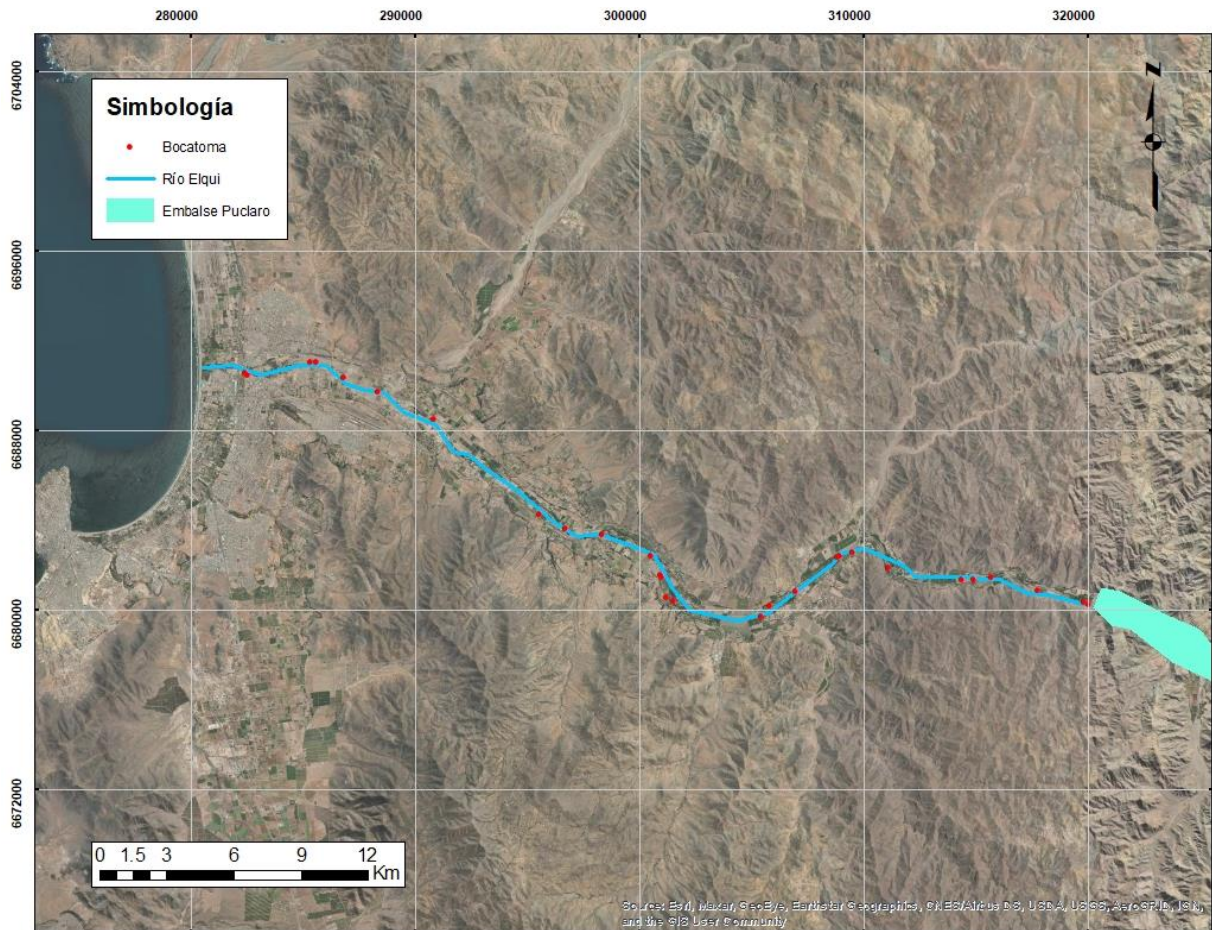 280000 290000 300000 310000 320000
6704000
6696000
6688000
6680000
6672000
N
Simbología
Bocatoma
Río Elqui
Embalse Puclaro
0 1.5 3 6 9 12
Km
Source: Esri, Maxar, GeoEye, Earthstar Geographics, CNES/Airbus DS, USDA, USGS, AeroGRID, IGN,
and the GIS User Community